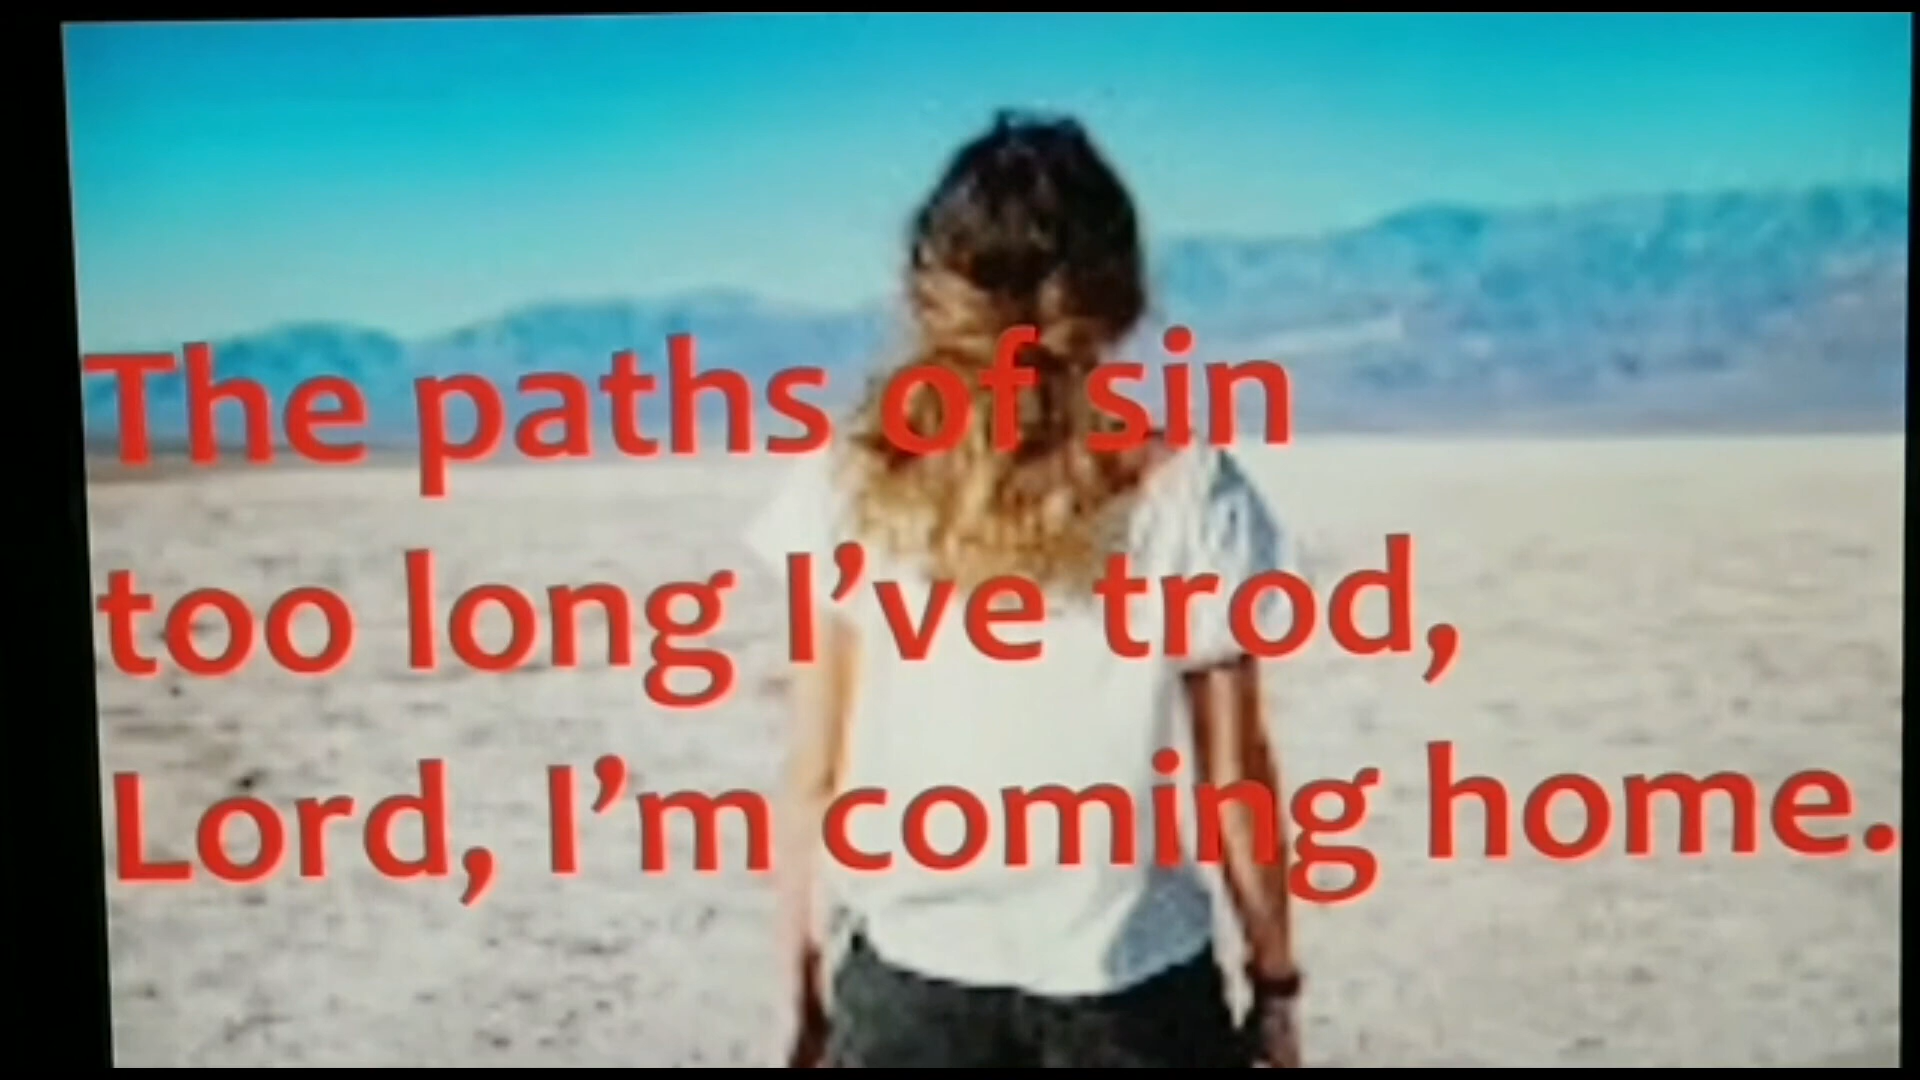 The paths of sin
too long I’ve trod,
Lord, I’m coming home.